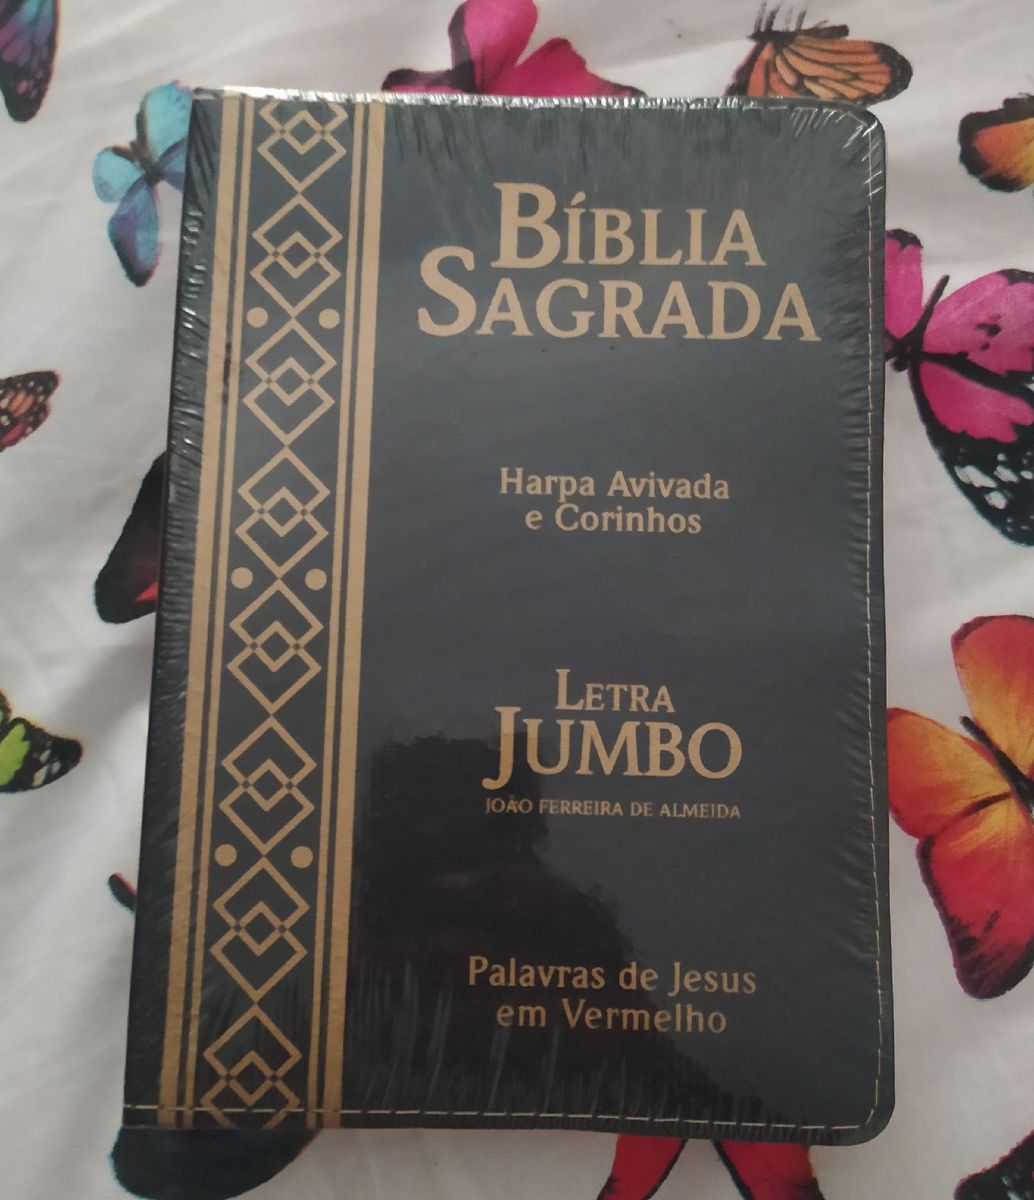 BÍBLIA
SAGRADA
Harpa Avivada
e Corinhos
LETRA
JUMBO
JOÃO FERREIRA DE ALMEIDA
Palavras de Jesus
em Vermelho